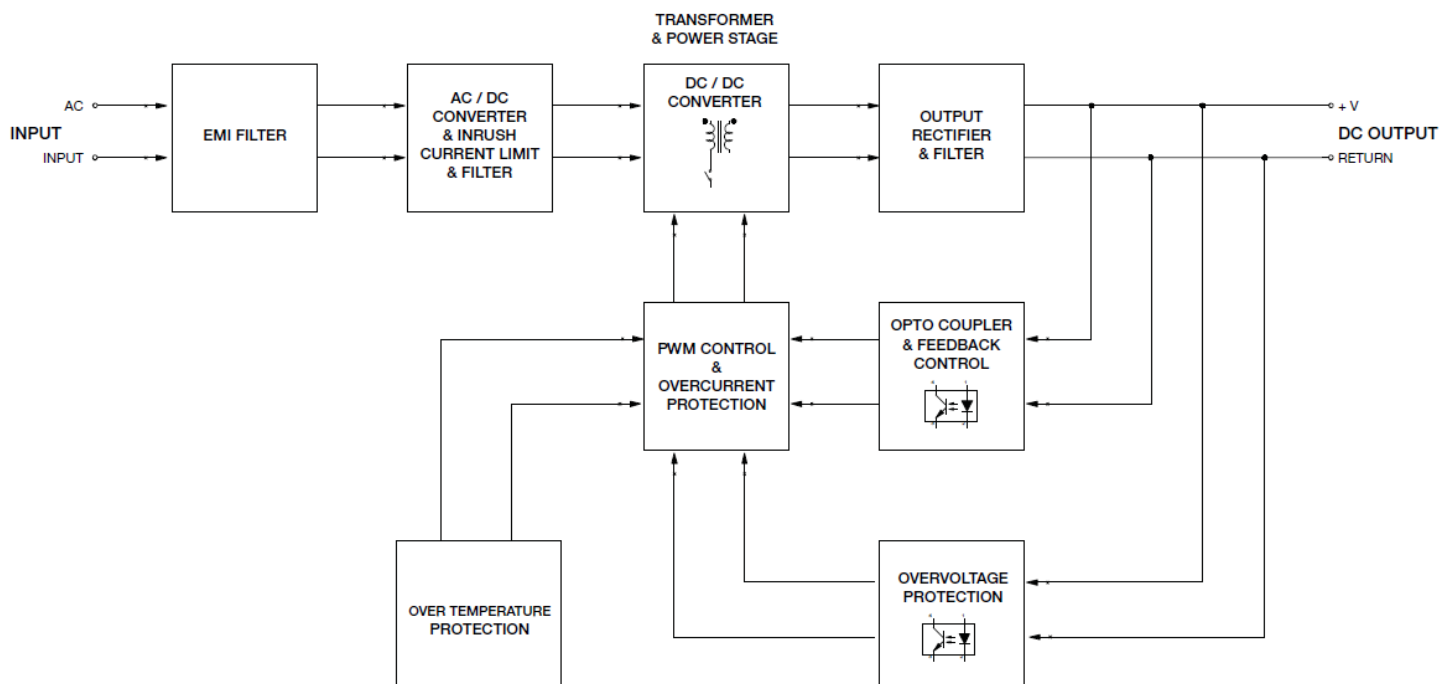 TRANSFORMER
& POWER STAGE
AC
INPUT
INPUT
EMI FILTER
AC / DC
CONVERTER
& INRUSH
CURRENT LIMIT
& FILTER
DC / DC
CONVERTER
OUTPUT
RECTIFIER
& FILTER
+ V
DC OUTPUT
RETURN
PWM CONTROL
&
OVERCURRENT
PROTECTION
OPTO COUPLER
& FEEDBACK
CONTROL
OVER TEMPERATURE
PROTECTION
OVERVOLTAGE
PROTECTION